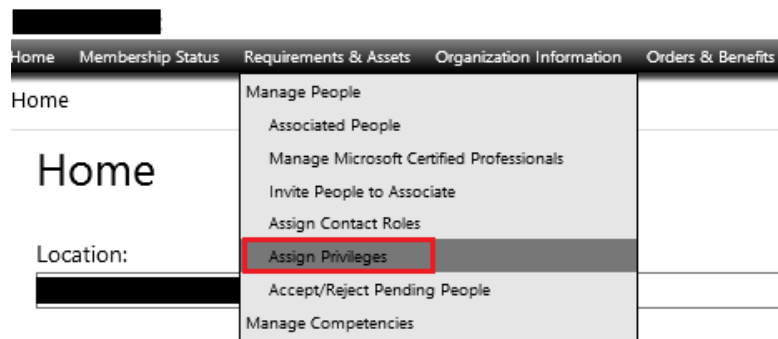 Home Membership Status Requirements & Assets Organization Information Orders & Benefits
Home
Manage People
Associated People
Manage Microsoft Certified Professionals
Invite People to Associate
Assign Contact Roles
Assign Privileges
Accept/Reject Pending People
Manage Competencies
Home
Location: